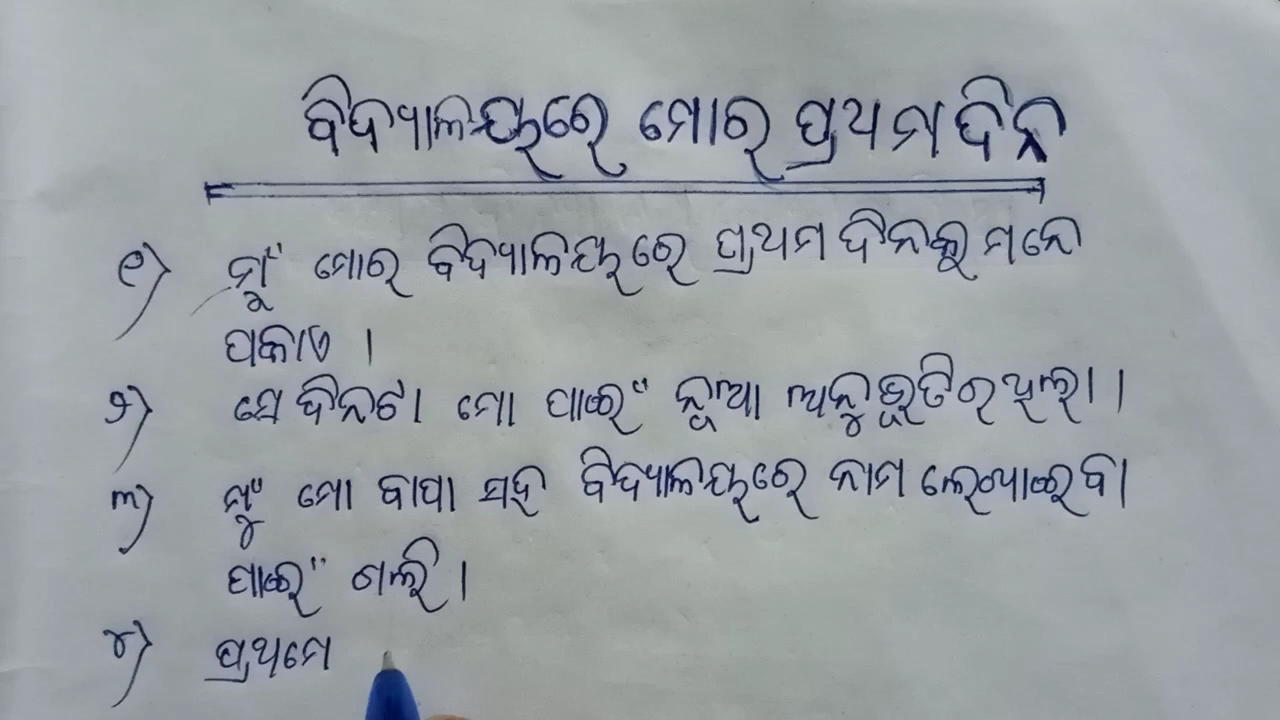 ବିଦ୍ୟାଳୟରେ ମୋର ପ୍ରଥମ ଦିନ
୧) ମୁଁ ମୋର ବିଦ୍ୟାଳୟରେ ପ୍ରଥମ ଦିନକୁ ମନେ
ପକାଏ ।
୨) ସେ ଦିନଟା ମୋ ପାଇଁ ନୂଆ ଅନୁଭୂତିର ଥିଲା ।
୩) ମୁଁ ମୋ ବାପା ସହ ବିଦ୍ୟାଳୟରେ ନାମ ଲେଖାଇବା
ପାଇଁ ଗଲି ।
୪) ପ୍ରଥମେ